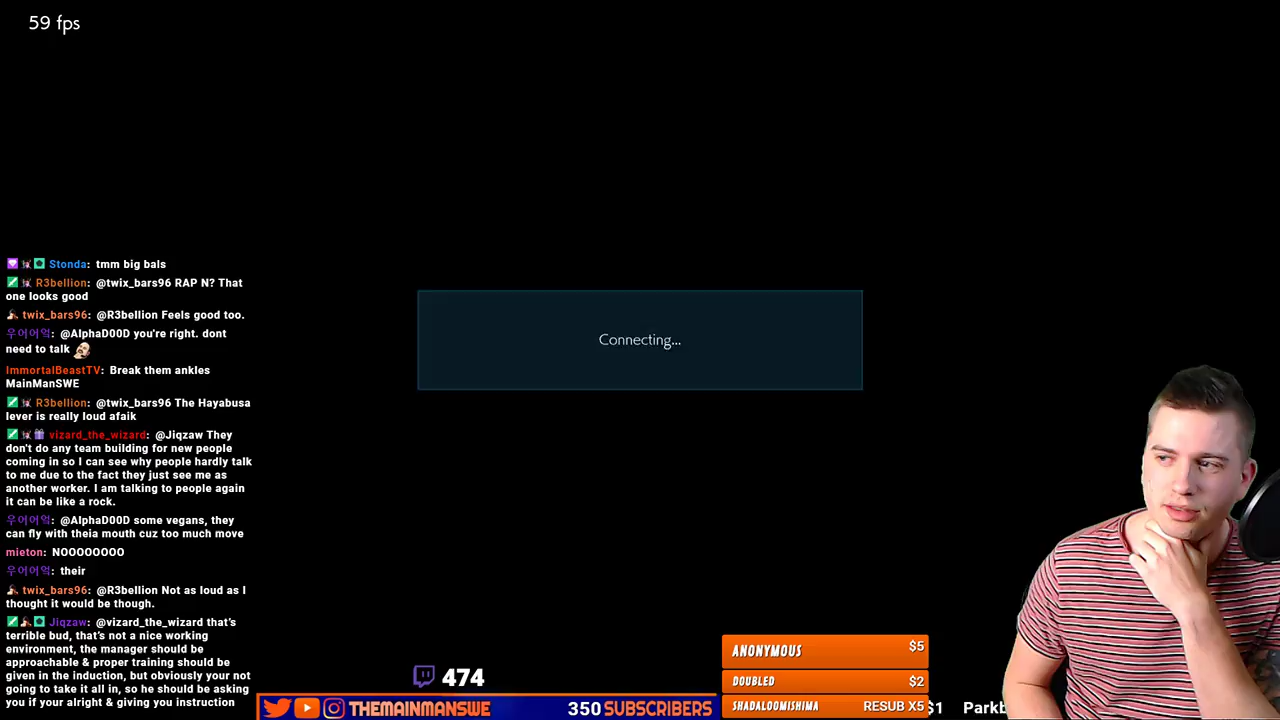 59 fps
Stonda: tmm big bals
R3bellion: @twix_bars96 RAP N? That
one looks good
twix_bars96: @R3bellion Feels good too.
우어어억: @AlphaD00D you're right. dont
need to talk
ImmortalBeastTV: Break them ankles
MainManSWE
R3bellion: @twix_bars96 The Hayabusa
lever is really loud afaik
vizard_the_wizard: @Jiqzaw They
don't do any team building for new people
coming in so I can see why people hardly talk
to me due to the fact they just see me as
another worker. I am talking to people again
it can be like a rock.
우어어억: @AlphaD00D some vegans, they
can fly with theia mouth cuz too much move
mieton: NOOOOOOOO
우어어억: their
twix_bars96: @R3bellion Not as loud as I
thought it would be though.
Jiqzaw: @vizard_the_wizard that's
terrible bud, that's not a nice working
environment, the manager should be
approachable & proper training should be
given in the induction, but obviously your not
going to take it all in, so he should be asking
you if your alright & giving you instruction
Connecting...
474
THEMAINMANSWE
350 SUBSCRIBERS
ANONYMOUS $5
DOUBLED $2
SHADALOOMISHIMA RESUB X5
$1 Parkb